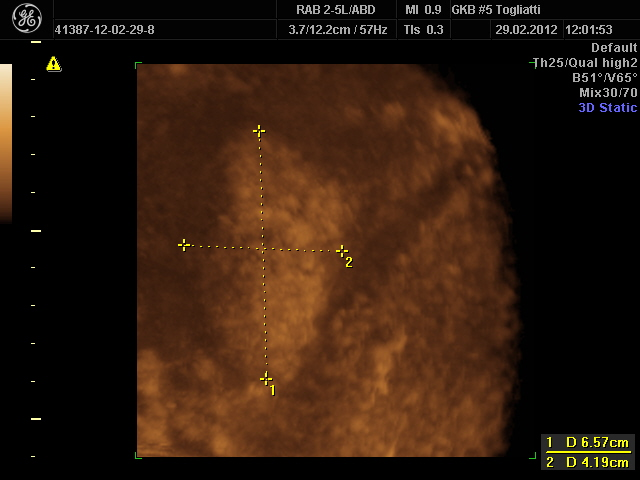 GE
RAB 2-5L/ABD
MI 0.9
GKB #5 Togliatti
41387-12-02-29-8
3.7/12.2cm / 57Hz
TIs 0.3
29.02.2012
12:01:53
Default
Th25/Qual high2
B51°/V65°
Mix30/70
3D Static
2
1
1 D 6.57cm
2 D 4.19cm